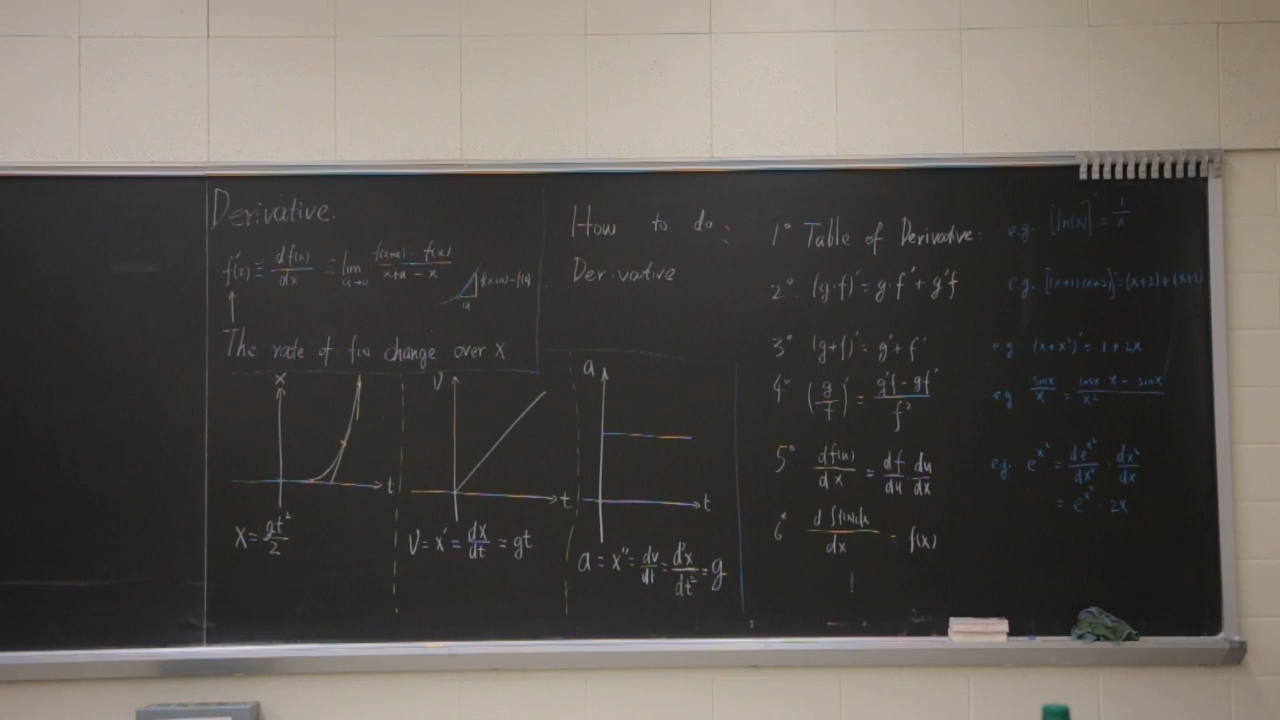 Derivative.
f'(x) ≡ df(x)/dx ≡ lim a→0 f(x+a) - f(x) / x+a - x
a
The rate of f(x) change over x
x
t
x = gt²/2
v
t
v = x' = dx/dt = gt
a
t
a = x'' = dv/dt = d²x/dt² = g
How to do:
Derivative
1° Table of Derivative: e.g. [ln(x)]' = 1/x
2° (g·f)' = g·f' + g'f e.g. [(x+1)(x+2)]' = (x+2)+(x+1)
3° (g+f)' = g' + f' e.g. (x+x²)' = 1+2x
4° (g/f)' = g'f - gf' / f² e.g. sinx/x = cosx·x - sinx / x²
5° df(u)/dx = df/du du/dx e.g. e^x² = de^x²/dx² · dx²/dx
= e^x² · 2x
6° d∫f(x)dx/dx = f(x)